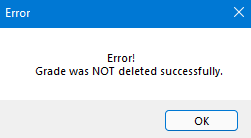 Error
Error!
Grade was NOT deleted successfully.
OK